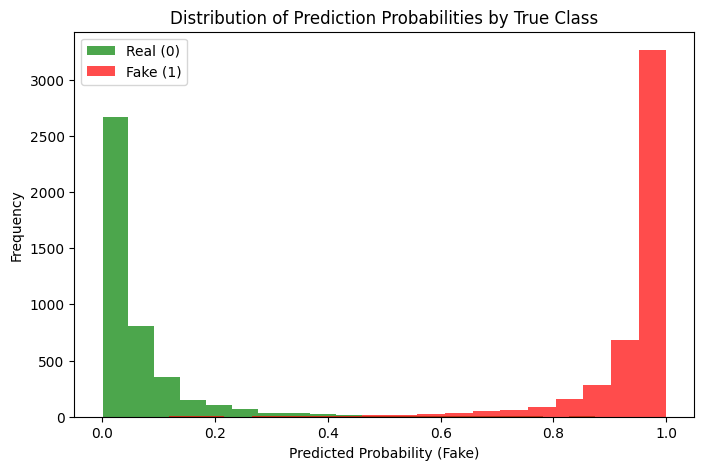 Distribution of Prediction Probabilities by True Class
Real (0)
Fake (1)
Frequency
3000
2500
2000
1500
1000
500
0
0.0 0.2 0.4 0.6 0.8 1.0
Predicted Probability (Fake)